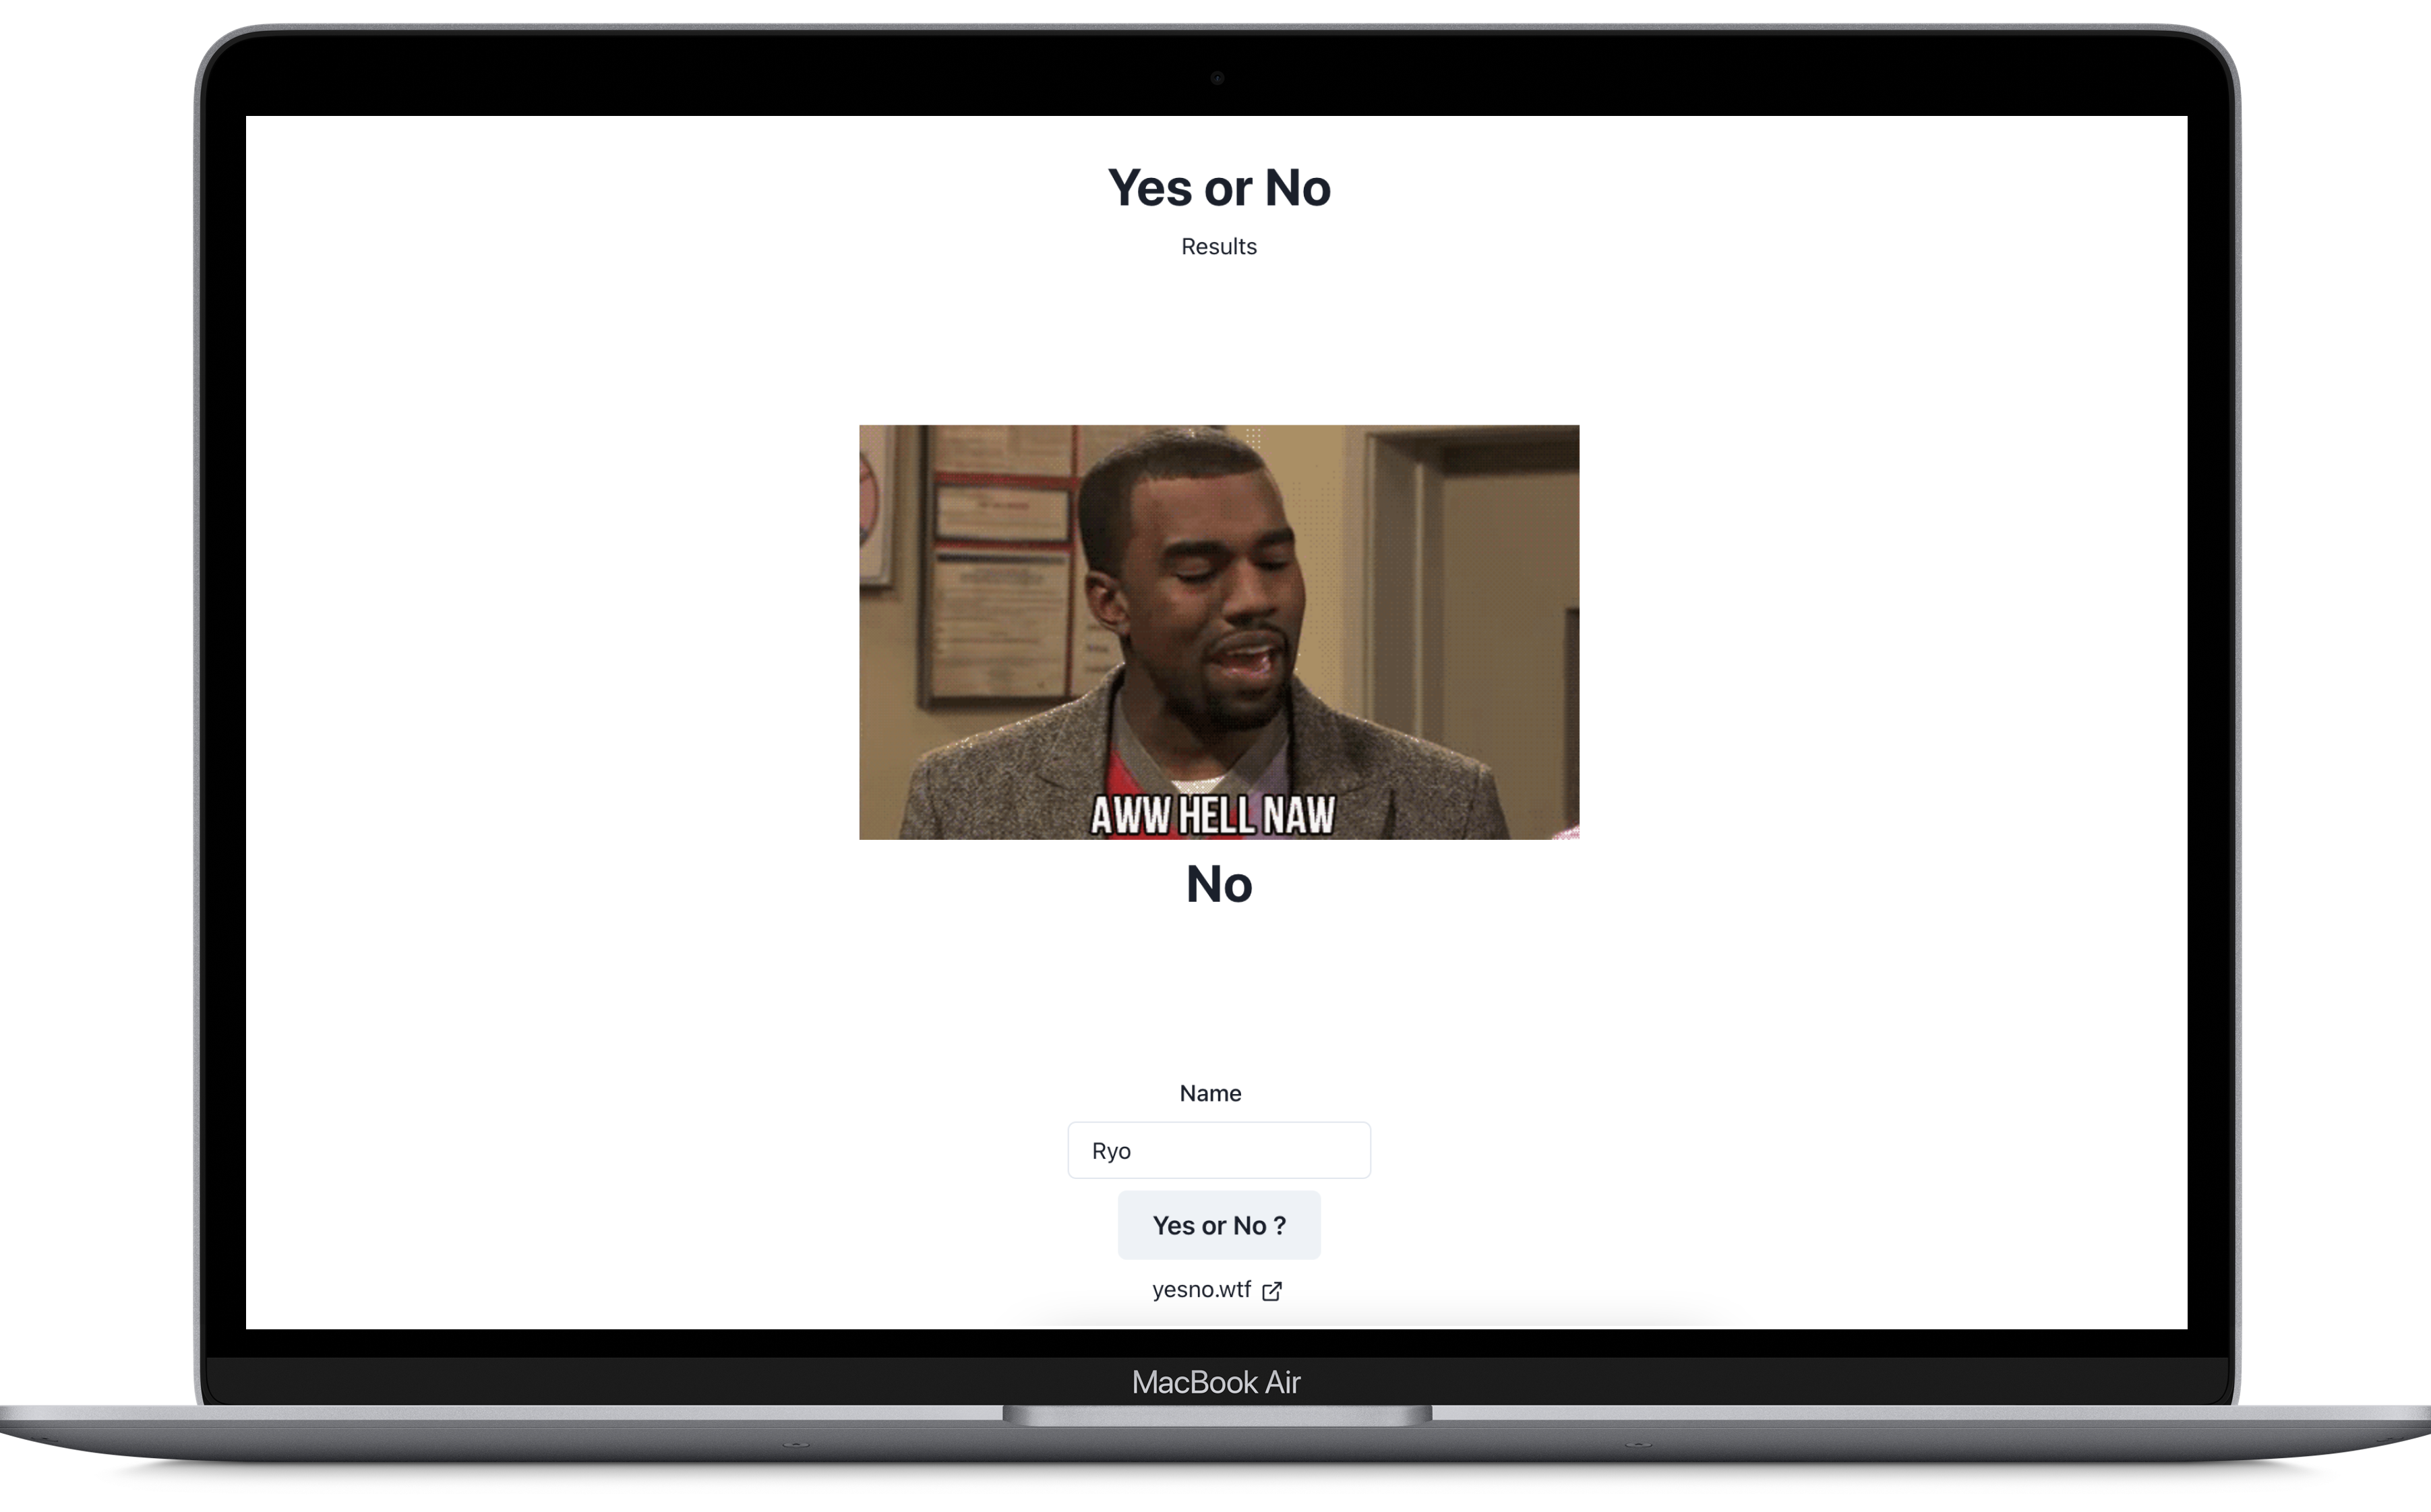 Yes or No
Results
AWW HELL NAW
No
Name
Ryo
Yes or No ?
yesno.wtf
MacBook Air